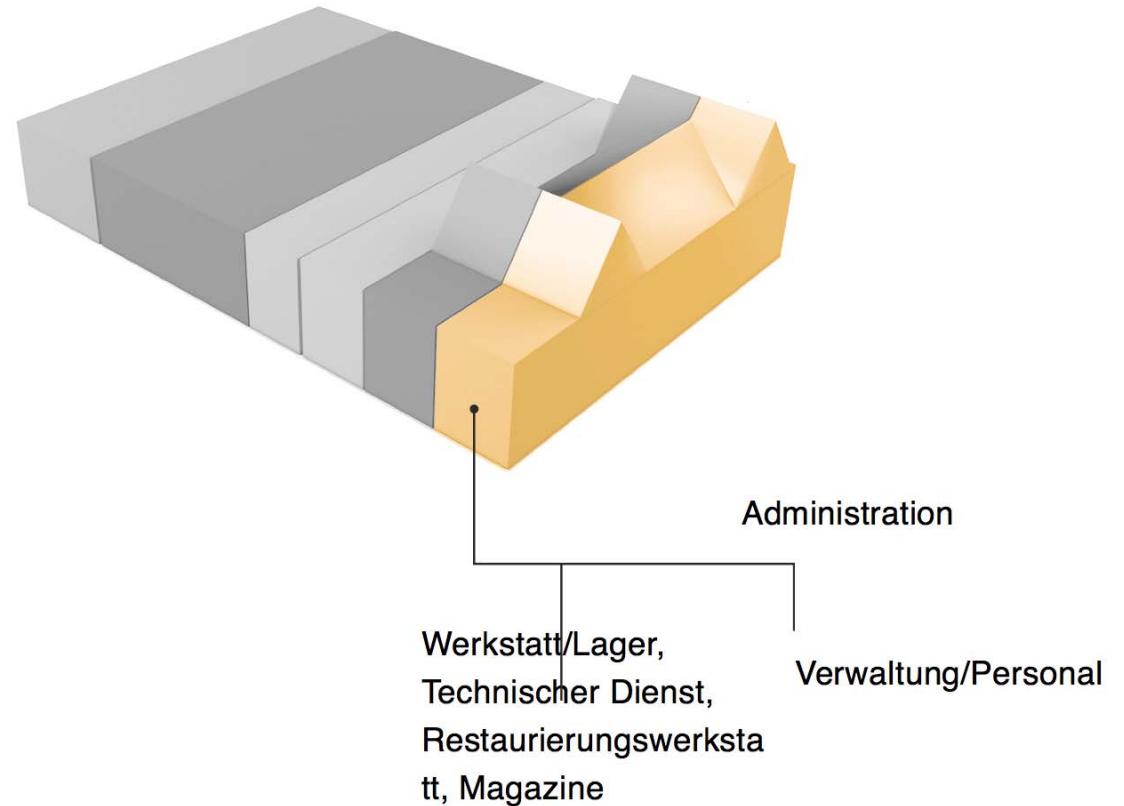 Administration
Werkstatt/Lager,
Technischer Dienst,
Restaurierungswerksta
tt, Magazine
Verwaltung/Personal